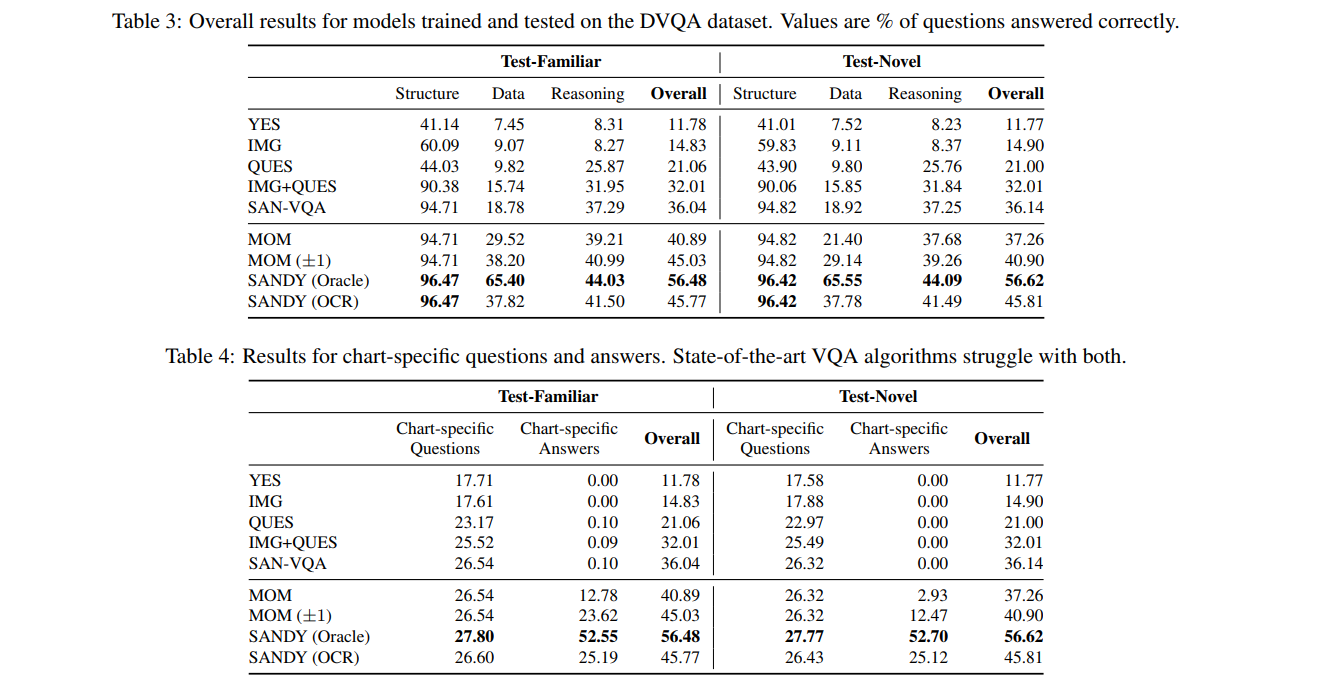 Table 3: Overall results for models trained and tested on the DVQA dataset. Values are % of questions answered correctly.
Test-Familiar Test-Novel
Structure Data Reasoning Overall Structure Data Reasoning Overall
YES 41.14 7.45 8.31 11.78 41.01 7.52 8.23 11.77
IMG 60.09 9.07 8.27 14.83 59.83 9.11 8.37 14.90
QUES 44.03 9.82 25.87 21.06 43.90 9.80 25.76 21.00
IMG+QUES 90.38 15.74 31.95 32.01 90.06 15.85 31.84 32.01
SAN-VQA 94.71 18.78 37.29 36.04 94.82 18.92 37.25 36.14
MOM 94.71 29.52 39.21 40.89 94.82 21.40 37.68 37.26
MOM (±1) 94.71 38.20 40.99 45.03 94.82 29.14 39.26 40.90
SANDY (Oracle) 96.47 65.40 44.03 56.48 96.42 65.55 44.09 56.62
SANDY (OCR) 96.47 37.82 41.50 45.77 96.42 37.78 41.49 45.81
Table 4: Results for chart-specific questions and answers. State-of-the-art VQA algorithms struggle with both.
Test-Familiar Test-Novel
Chart-specific Chart-specific Overall Chart-specific Chart-specific Overall
Questions Answers Questions Answers
YES 17.71 0.00 11.78 17.58 0.00 11.77
IMG 17.61 0.00 14.83 17.88 0.00 14.90
QUES 23.17 0.10 21.06 22.97 0.00 21.00
IMG+QUES 25.52 0.09 32.01 25.49 0.00 32.01
SAN-VQA 26.54 0.10 36.04 26.32 0.00 36.14
MOM 26.54 12.78 40.89 26.32 2.93 37.26
MOM (±1) 26.54 23.62 45.03 26.32 12.47 40.90
SANDY (Oracle) 27.80 52.55 56.48 27.77 52.70 56.62
SANDY (OCR) 26.60 25.19 45.77 26.43 25.12 45.81